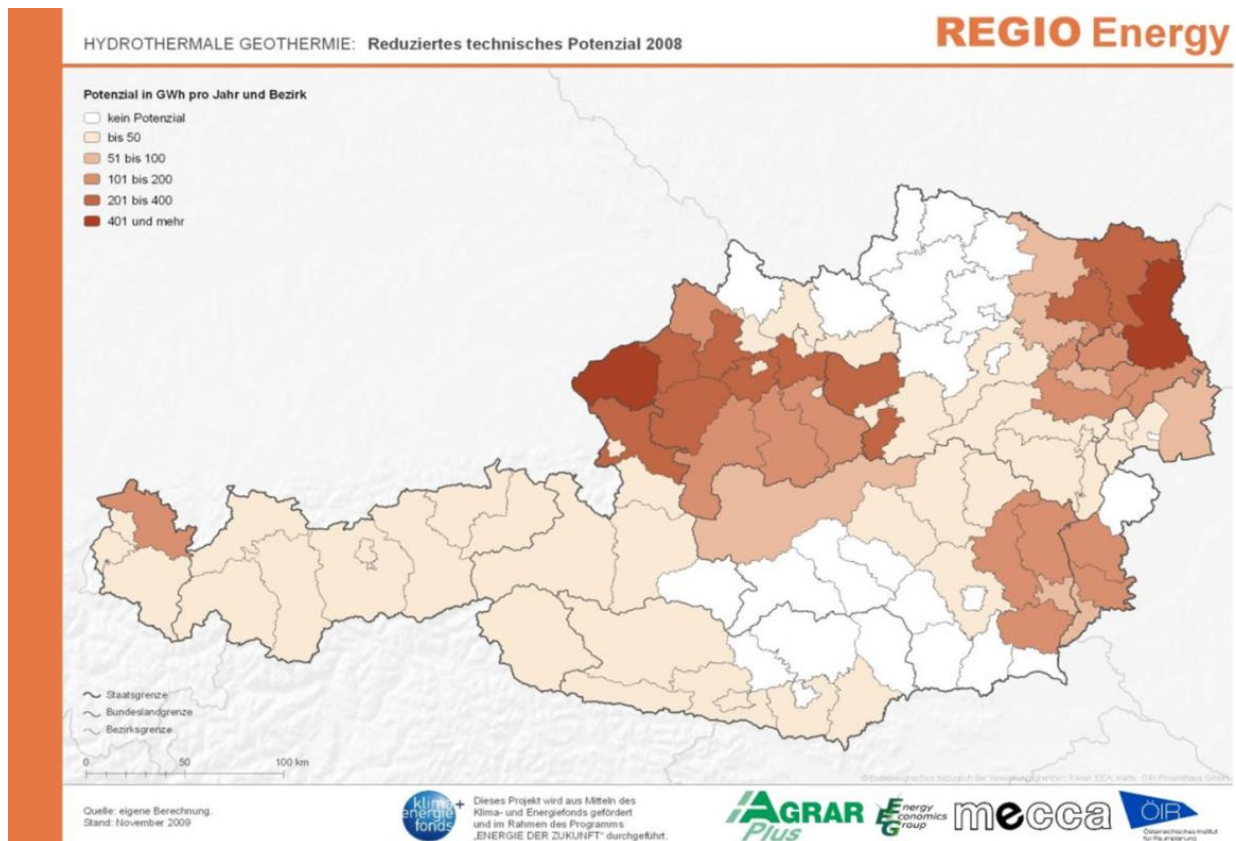 HYDROTHERMALE GEOTHERMIE: Reduziertes technisches Potenzial 2008
REGIO Energy
Potenzial in GWh pro Jahr und Bezirk
kein Potenzial
bis 50
51 bis 100
101 bis 200
201 bis 400
401 und mehr
Staatsgrenze
Bundeslandgrenze
Bezirksgrenze
0 50 100 km
Quelle: eigene Berechnung.
Stand: November 2009
klima+
energie
fonds
Dieses Projekt wird aus Mitteln des
Klima- und Energiefonds gefördert
und im Rahmen des Programms
„ENERGIE DER ZUKUNFT“ durchgeführt.
AGRAR
Plus
EEG
Energy
Economics
Group
mecca
ÖIR
Österreichisches Institut
für Raumplanung